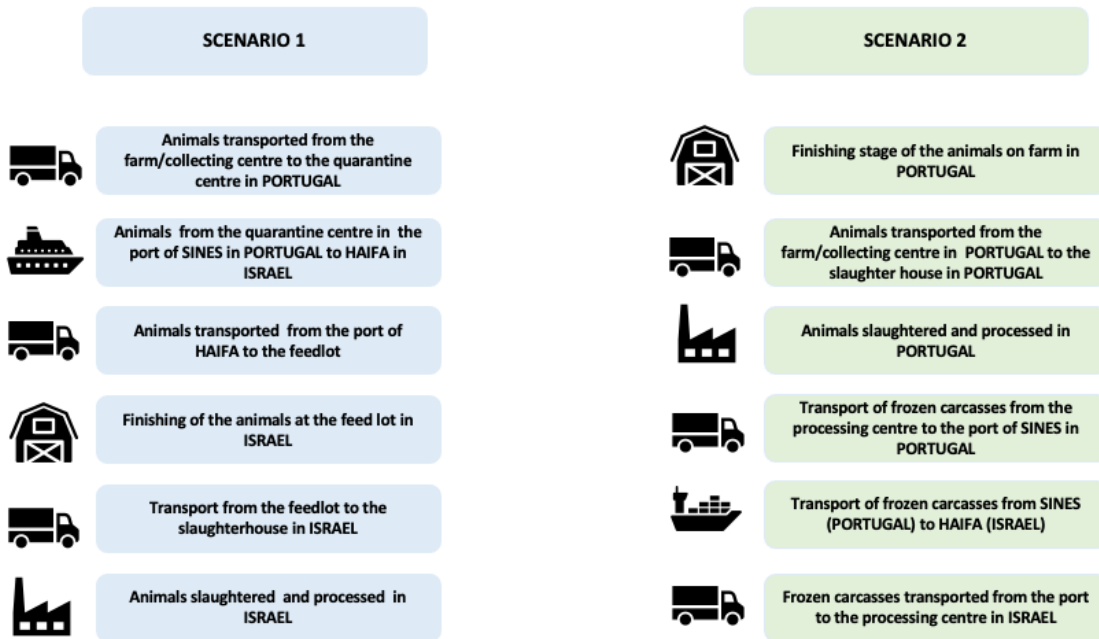 SCENARIO 1
Animals transported from the
farm/collecting centre to the quarantine
centre in PORTUGAL
Animals from the quarantine centre in the
port of SINES in PORTUGAL to HAIFA in
ISRAEL
Animals transported from the port of
HAIFA to the feedlot
Finishing of the animals at the feed lot in
ISRAEL
Transport from the feedlot to the
slaughterhouse in ISRAEL
Animals slaughtered and processed in
ISRAEL
SCENARIO 2
Finishing stage of the animals on farm in
PORTUGAL
Animals transported from the
farm/collecting centre in PORTUGAL to the
slaughter house in PORTUGAL
Animals slaughtered and processed in
PORTUGAL
Transport of frozen carcasses from the
processing centre to the port of SINES in
PORTUGAL
Transport of frozen carcasses from SINES
(PORTUGAL) to HAIFA (ISRAEL)
Frozen carcasses transported from the port
to the processing centre in ISRAEL